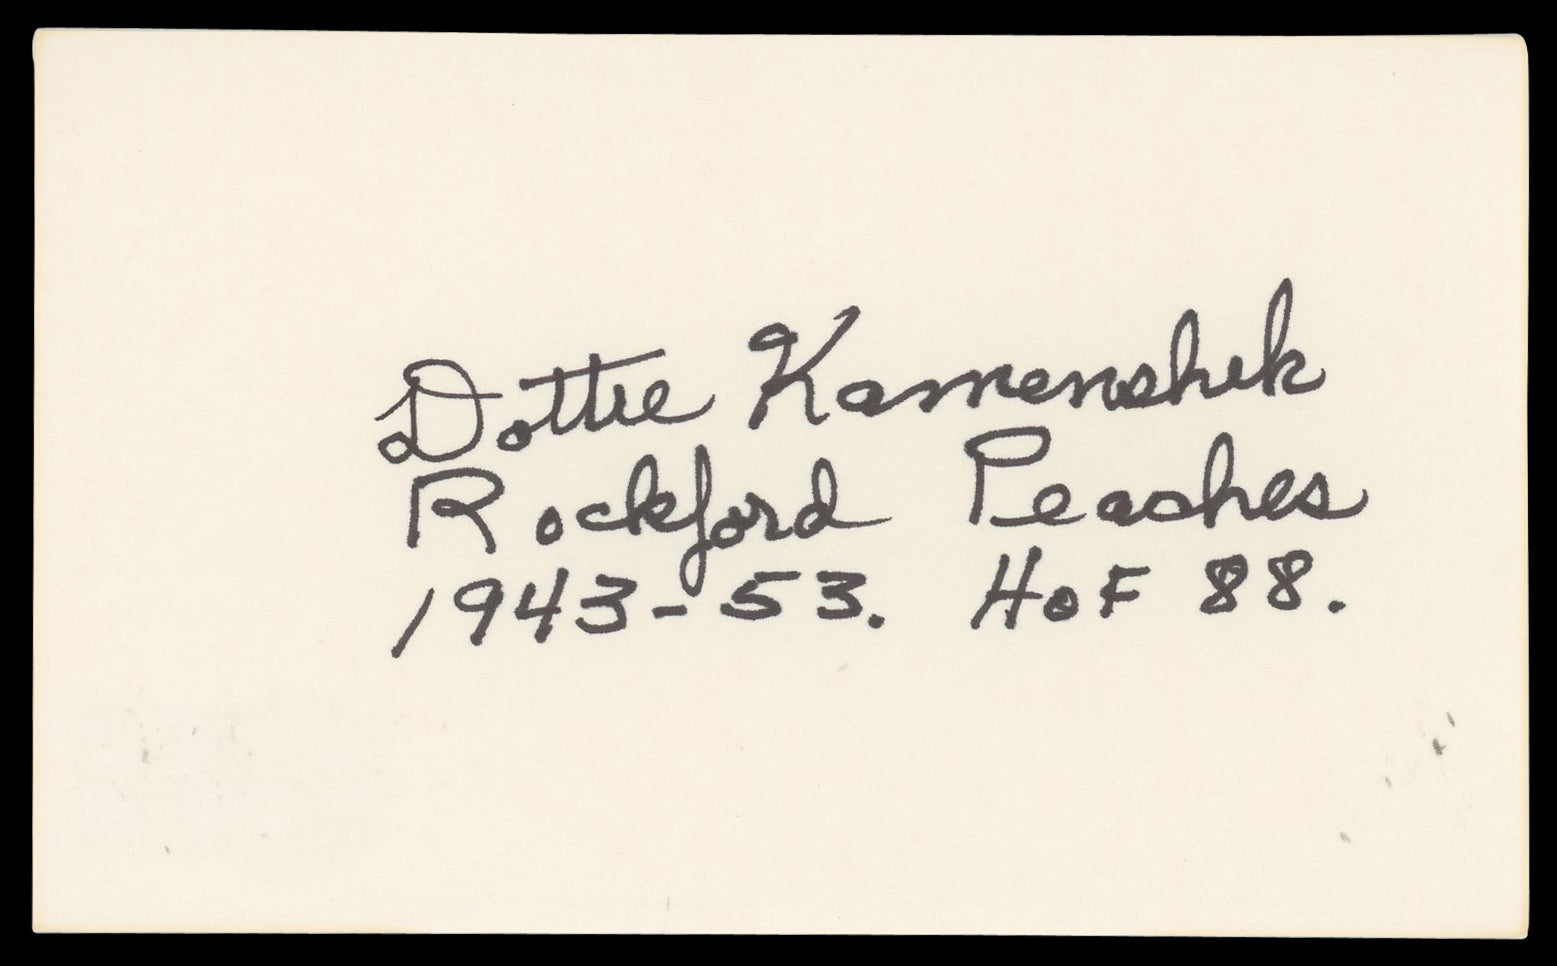 Dottie Kamenshek
Rockford Peaches
1943-53. HoF 88.